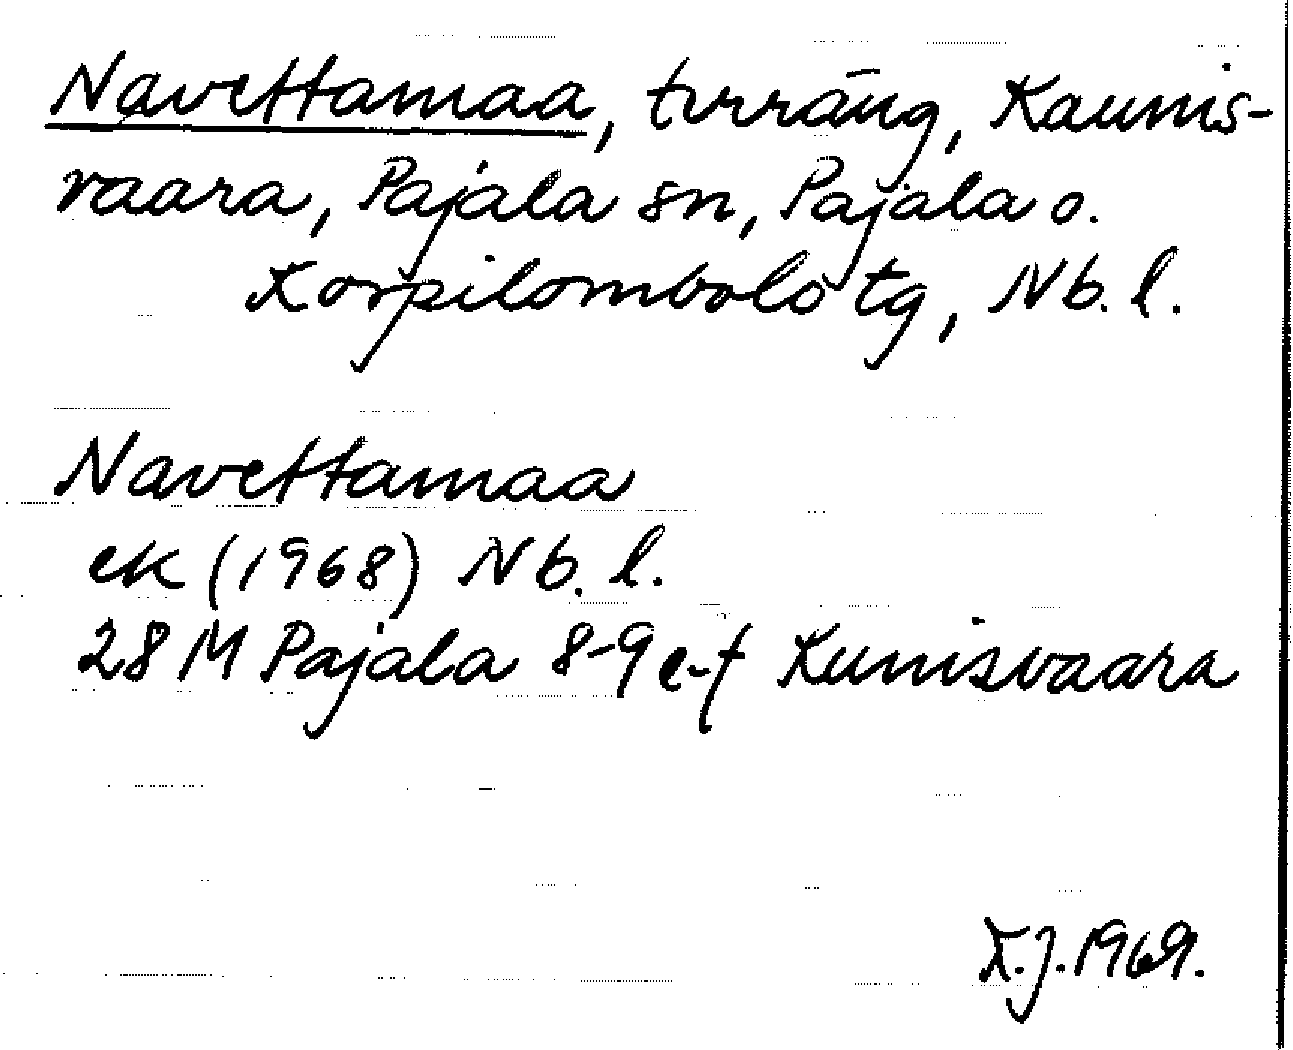 Navettamaa, tvrräng, Kaunis-
vaara, Pajala sn, Pajala o.
Korpilombolo tg, Nb. l.
Navettamaa
ek (1968) Nb. l.
28 M Pajala 8-9 e-f Kunisvaara
K.J. 1969.